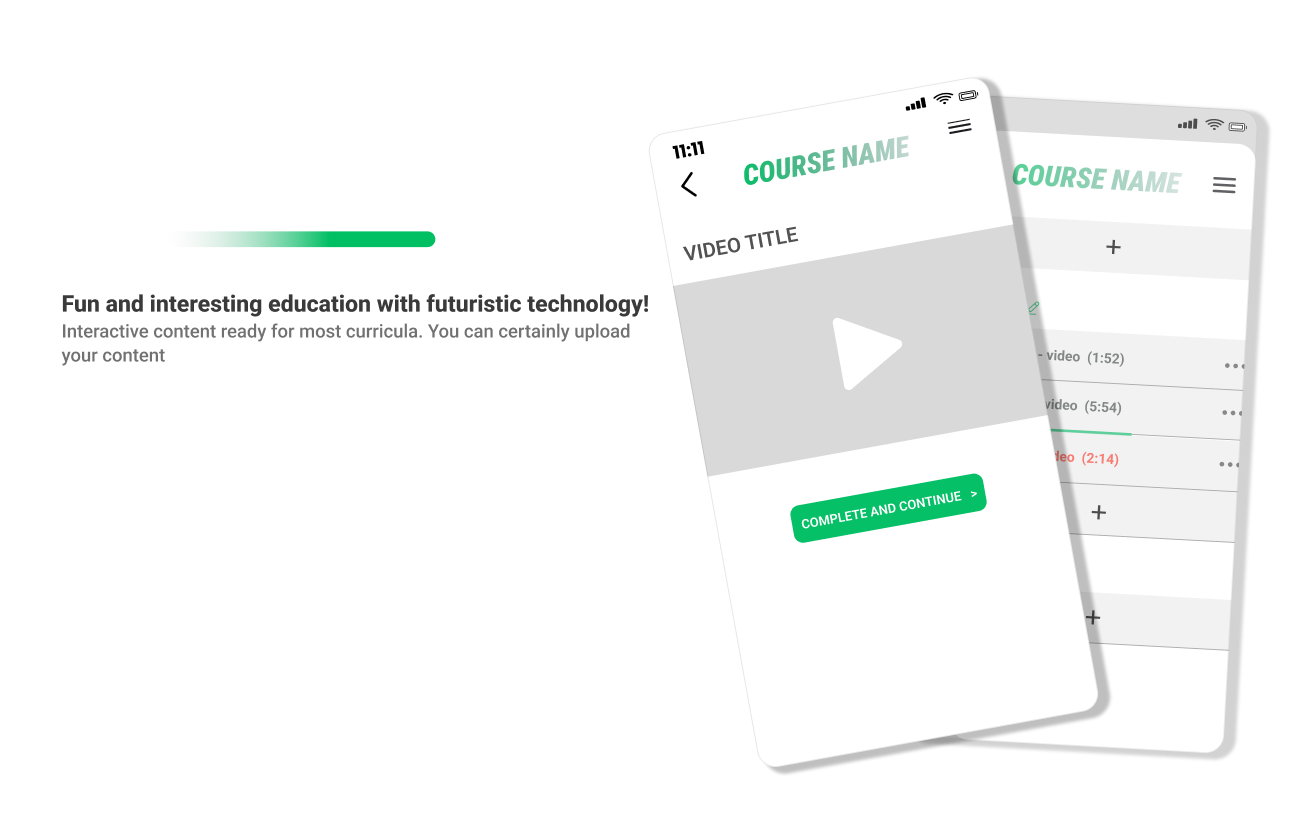 Fun and interesting education with futuristic technology!
Interactive content ready for most curricula. You can certainly upload
your content
11:11
COURSE NAME
VIDEO TITLE
COMPLETE AND CONTINUE >
COURSE NAME
+
- video (1:52)
video (5:54)
(2:14)
+
+